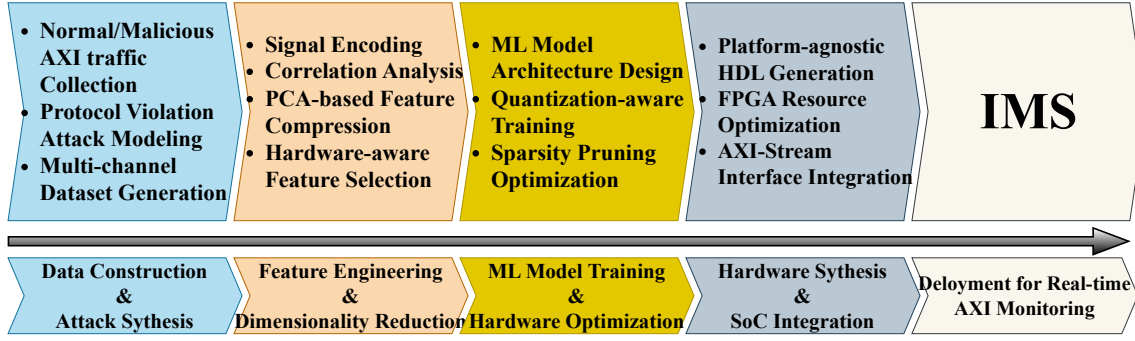 • Normal/Malicious
AXI traffic
Collection
• Protocol Violation
Attack Modeling
• Multi-channel
Dataset Generation
• Signal Encoding
• Correlation Analysis
• PCA-based Feature
Compression
• Hardware-aware
Feature Selection
• ML Model
Architecture Design
• Quantization-aware
Training
• Sparsity Pruning
Optimization
• Platform-agnostic
HDL Generation
• FPGA Resource
Optimization
• AXI-Stream
Interface Integration
IMS
Data Construction
&
Attack Sythesis
Feature Engineering
&
Dimensionality Reduction
ML Model Training
&
Hardware Optimization
Hardware Sythesis
&
SoC Integration
Deloyment for Real-time
AXI Monitoring